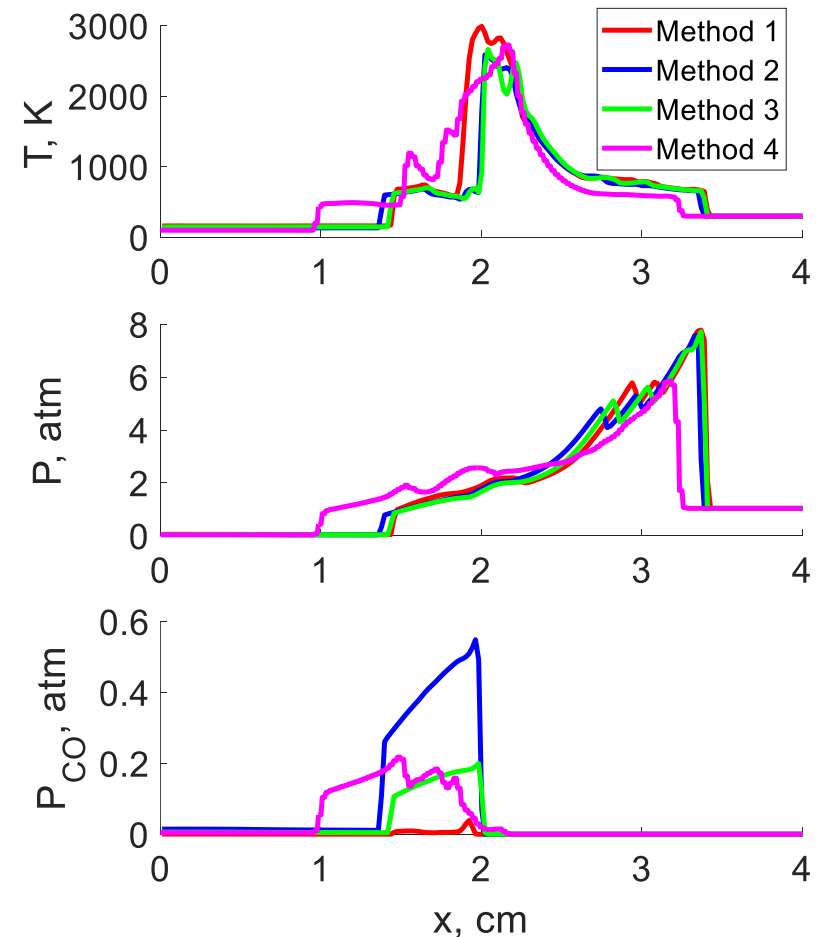 3000
2000
1000
0
T, K
0 1 2 3 4
Method 1
Method 2
Method 3
Method 4
8
6
4
2
0
P, atm
0 1 2 3 4
0.6
0.4
0.2
0
P_CO, atm
0 1 2 3 4
x, cm